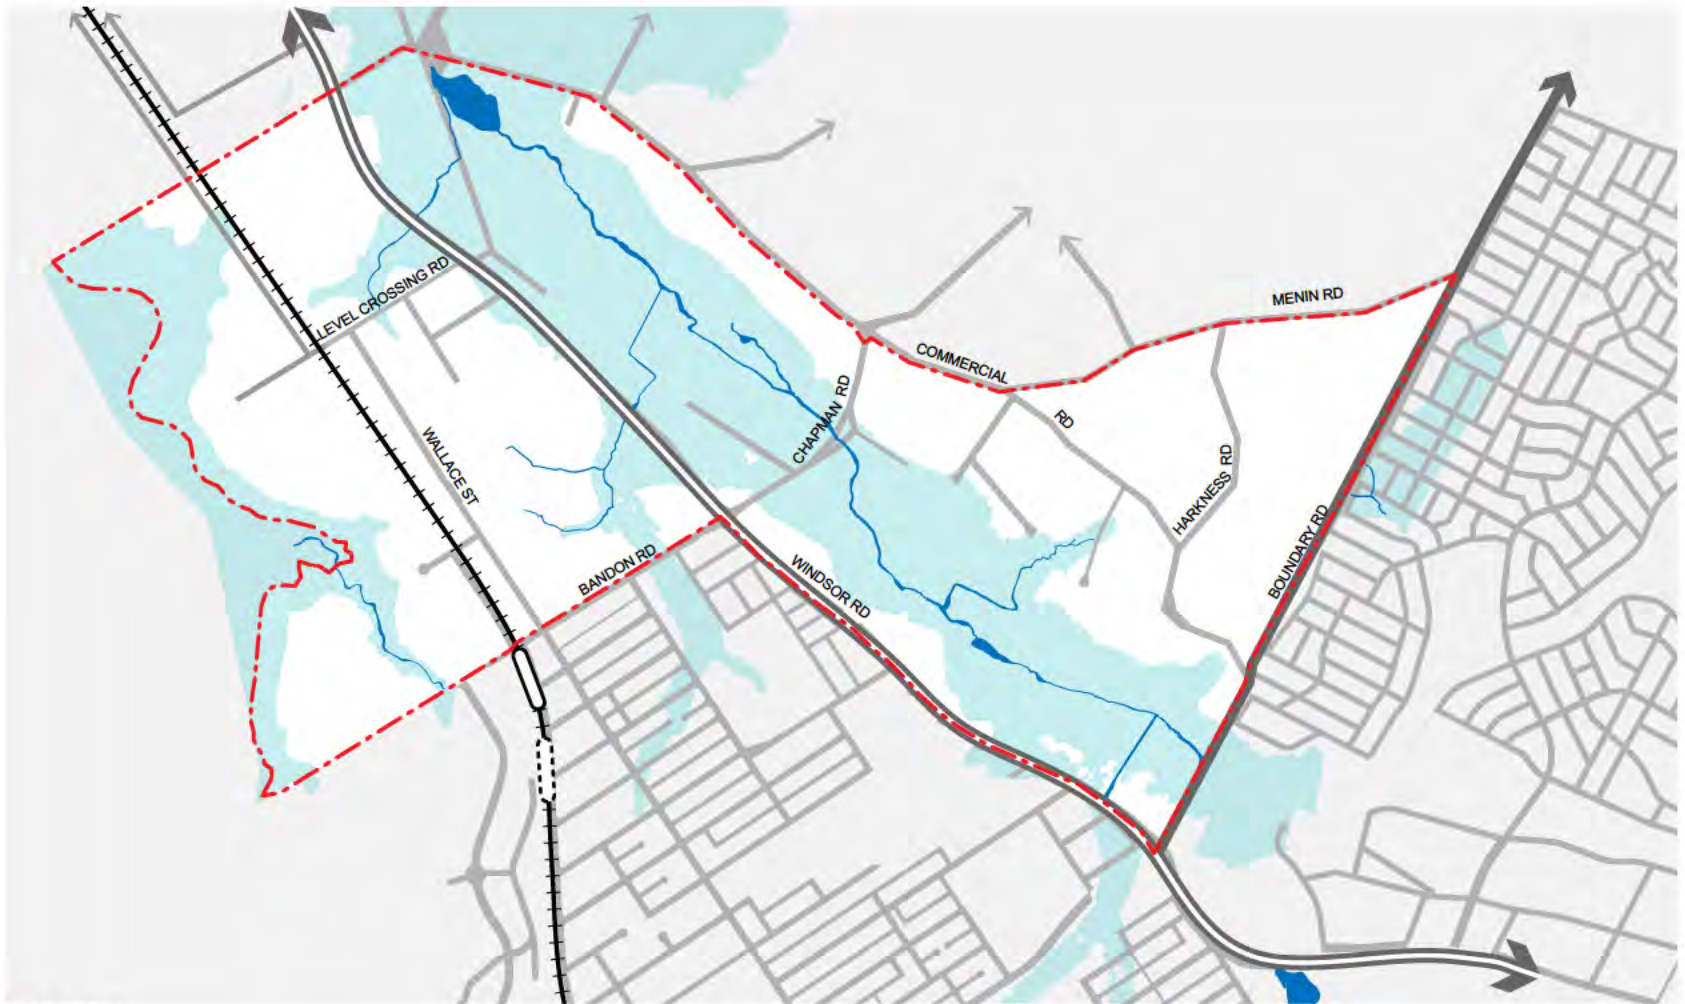 LEVEL CROSSING RD
MENIN RD
COMMERCIAL
RD
CHAPMAN RD
WALLACE ST
HARKNESS RD
BOUNDARY RD
BANDON RD
WINDSOR RD